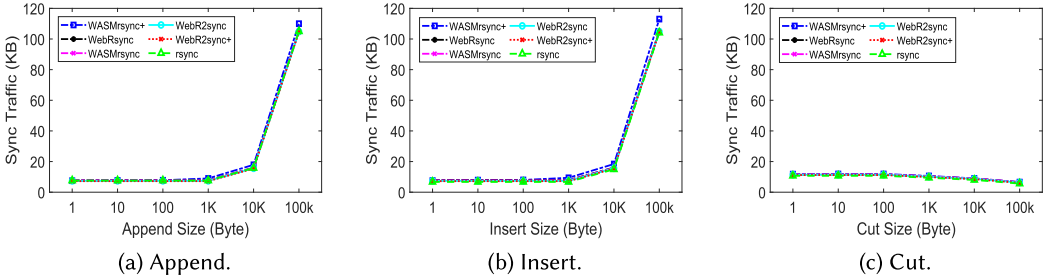 120
100
80
60
40
20
0
Sync Traffic (KB)
WASMrsync+ WebR2sync
WebRsync WebR2sync+
WASMrsync rsync
1 10 100 1K 10K 100k
Append Size (Byte)
(a) Append.
120
100
80
60
40
20
0
Sync Traffic (KB)
WASMrsync+ WebR2sync
WebRsync WebR2sync+
WASMrsync rsync
1 10 100 1K 10K 100k
Insert Size (Byte)
(b) Insert.
120
100
80
60
40
20
0
Sync Traffic (KB)
WASMrsync+ WebR2sync
WebRsync WebR2sync+
WASMrsync rsync
1 10 100 1K 10K 100k
Cut Size (Byte)
(c) Cut.